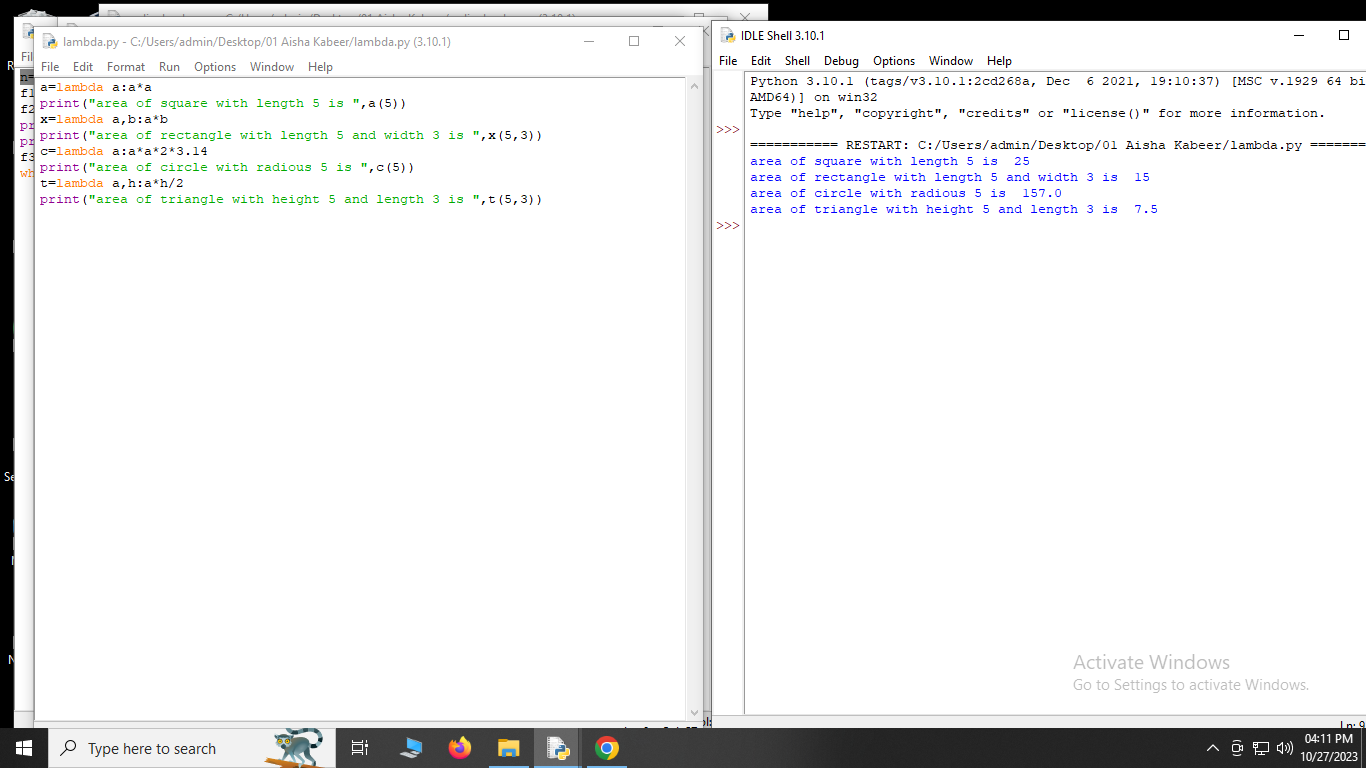 lambda.py - C:/Users/admin/Desktop/01 Aisha Kabeer/lambda.py (3.10.1)
File Edit Format Run Options Window Help
a=lambda a:a*a
print("area of square with length 5 is ",a(5))
x=lambda a,b:a*b
print("area of rectangle with length 5 and width 3 is ",x(5,3))
c=lambda a:a*a*2*3.14
print("area of circle with radious 5 is ",c(5))
t=lambda a,h:a*h/2
print("area of triangle with height 5 and length 3 is ",t(5,3))
IDLE Shell 3.10.1
File Edit Shell Debug Options Window Help
Python 3.10.1 (tags/v3.10.1:2cd268a, Dec  6 2021, 19:10:37) [MSC v.1929 64 bi
AMD64)] on win32
Type "help", "copyright", "credits" or "license()" for more information.
>>>
=========== RESTART: C:/Users/admin/Desktop/01 Aisha Kabeer/lambda.py =======
area of square with length 5 is  25
area of rectangle with length 5 and width 3 is  15
area of circle with radious 5 is  157.0
area of triangle with height 5 and length 3 is  7.5
>>>
Activate Windows
Go to Settings to activate Windows.
Ln: 9
Type here to search
04:11 PM
10/27/2023